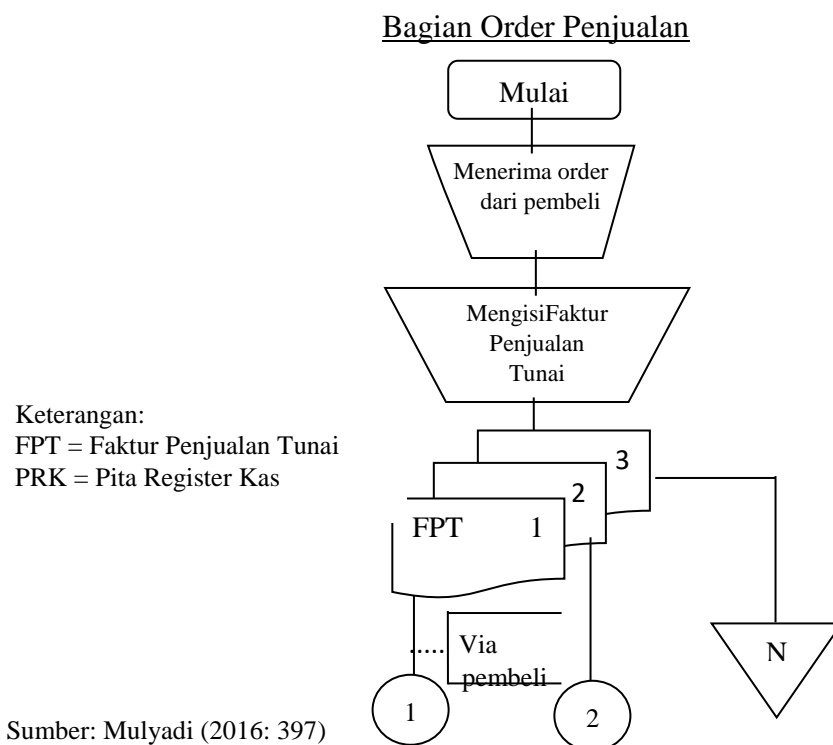 Bagian Order Penjualan
Mulai
Menerima order
dari pembeli
MengisiFaktur
Penjualan
Tunai
Keterangan:
FPT = Faktur Penjualan Tunai
PRK = Pita Register Kas
3
2
FPT 1
..... Via
pembeli
N
1
2
Sumber: Mulyadi (2016: 397)